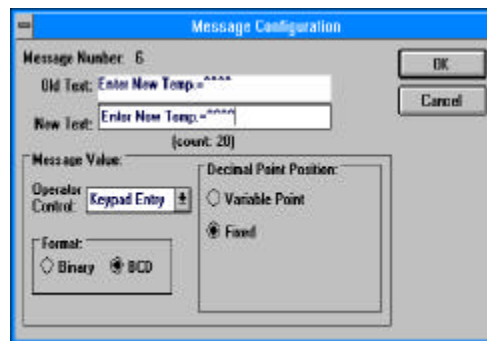 Message Configuration
Message Number: 6
OK
Old Text: Enter New Temp.=^^^^
Cancel
New Text: Enter New Temp.=^^^^
(count: 20)
Message Value:
Decimal Point Position:
Operator Control: Keypad Entry
Variable Point
Fixed
Format:
Binary BCD